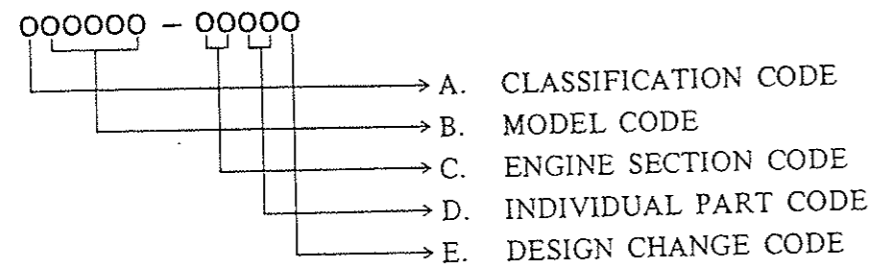 000000 - 00000
A. CLASSIFICATION CODE
B. MODEL CODE
C. ENGINE SECTION CODE
D. INDIVIDUAL PART CODE
E. DESIGN CHANGE CODE